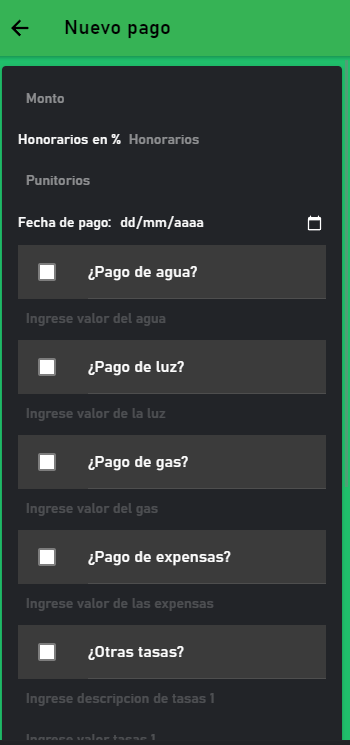 Nuevo pago
Monto
Honorarios en % Honorarios
Punitorios
Fecha de pago: dd/mm/aaaa
¿Pago de agua?
Ingrese valor del agua
¿Pago de luz?
Ingrese valor de la luz
¿Pago de gas?
Ingrese valor del gas
¿Pago de expensas?
Ingrese valor de las expensas
¿Otras tasas?
Ingrese descripcion de tasas 1
Ingrese valor tasas 1